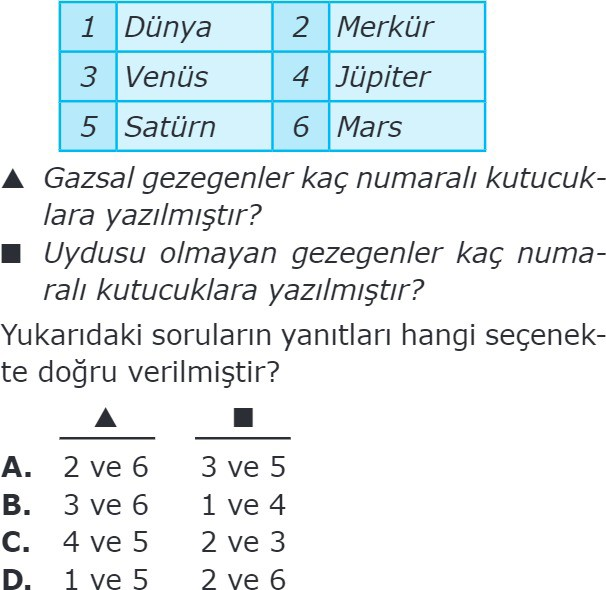 1 Dünya 2 Merkür
3 Venüs 4 Jüpiter
5 Satürn 6 Mars
▲ Gazsal gezegenler kaç numaralı kutucuk-
lara yazılmıştır?
■ Uydusu olmayan gezegenler kaç numa-
ralı kutucuklara yazılmıştır?
Yukarıdaki soruların yanıtları hangi seçenek-
te doğru verilmiştir?
▲ ■
A. 2 ve 6 3 ve 5
B. 3 ve 6 1 ve 4
C. 4 ve 5 2 ve 3
D. 1 ve 5 2 ve 6